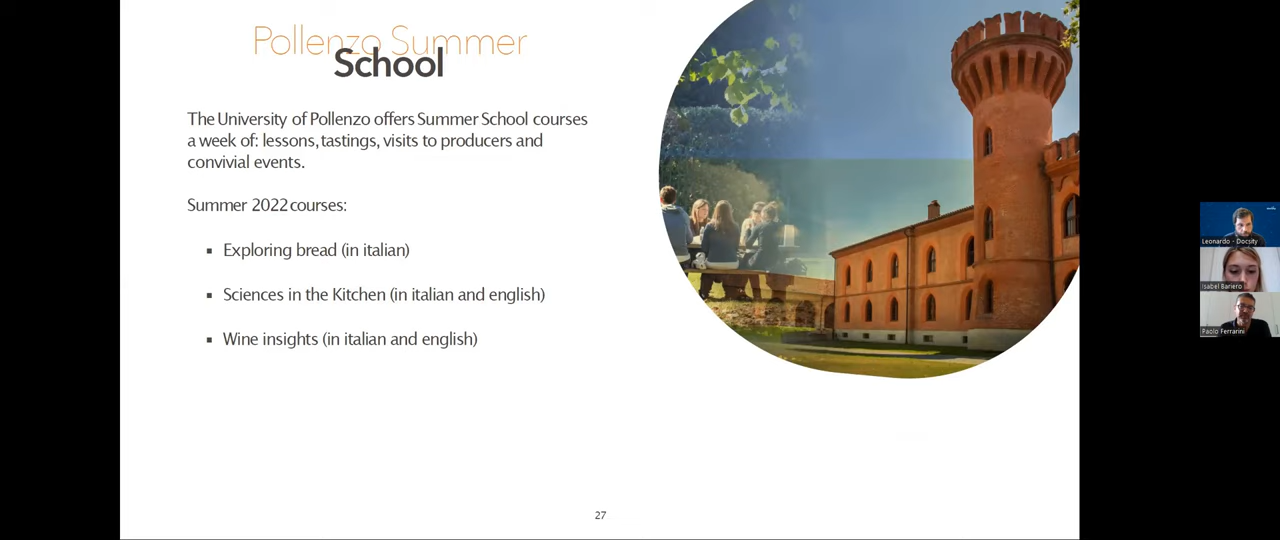 Pollenzo Summer
School
The University of Pollenzo offers Summer School courses
a week of: lessons, tastings, visits to producers and
convivial events.
Summer 2022 courses:
▪ Exploring bread (in italian)
▪ Sciences in the Kitchen (in italian and english)
▪ Wine insights (in italian and english)
27
Leonardo - Docsity
Isabel Bariero
Paolo Ferrarini